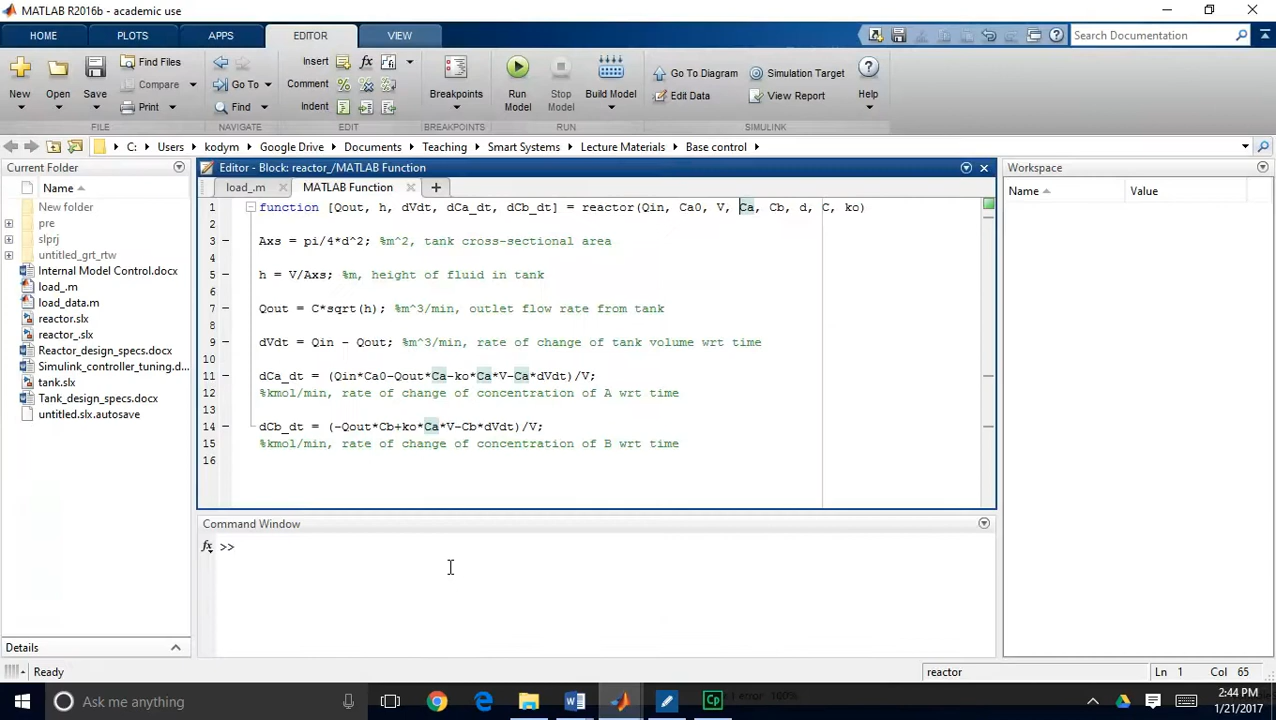 MATLAB R2016b - academic use
HOME PLOTS APPS EDITOR VIEW Search Documentation
New Open Save Find Files Compare Print
Go To Find
Insert Comment Indent
Breakpoints
Run Model Stop Model Build Model
Go To Diagram Edit Data Simulation Target View Report Help
FILE NAVIGATE EDIT BREAKPOINTS RUN SIMULINK
C: Users kodym Google Drive Documents Teaching Smart Systems Lecture Materials Base control
Current Folder
Name
New folder
pre
slprj
untitled_grt_rtw
Internal Model Control.docx
load_.m
load_data.m
reactor.slx
reactor_.slx
Reactor_design_specs.docx
Simulink_controller_tuning.d...
tank.slx
Tank_design_specs.docx
untitled.slx.autosave
Details
Editor - Block: reactor_/MATLAB Function
load_.m MATLAB Function
1 function [Qout, h, dVdt, dCa_dt, dCb_dt] = reactor(Qin, Ca0, V, Ca, Cb, d, C, ko)
2
3 Axs = pi/4*d^2; %m^2, tank cross-sectional area
4
5 h = V/Axs; %m, height of fluid in tank
6
7 Qout = C*sqrt(h); %m^3/min, outlet flow rate from tank
8
9 dVdt = Qin - Qout; %m^3/min, rate of change of tank volume wrt time
10
11 dCa_dt = (Qin*Ca0-Qout*Ca-ko*Ca*V-Ca*dVdt)/V;
12 %kmol/min, rate of change of concentration of A wrt time
13
14 dCb_dt = (-Qout*Cb+ko*Ca*V-Cb*dVdt)/V;
15 %kmol/min, rate of change of concentration of B wrt time
16
Command Window
fx >>
Workspace
Name Value
Ready reactor Ln 1 Col 65
Ask me anything
2:44 PM
1/21/2017